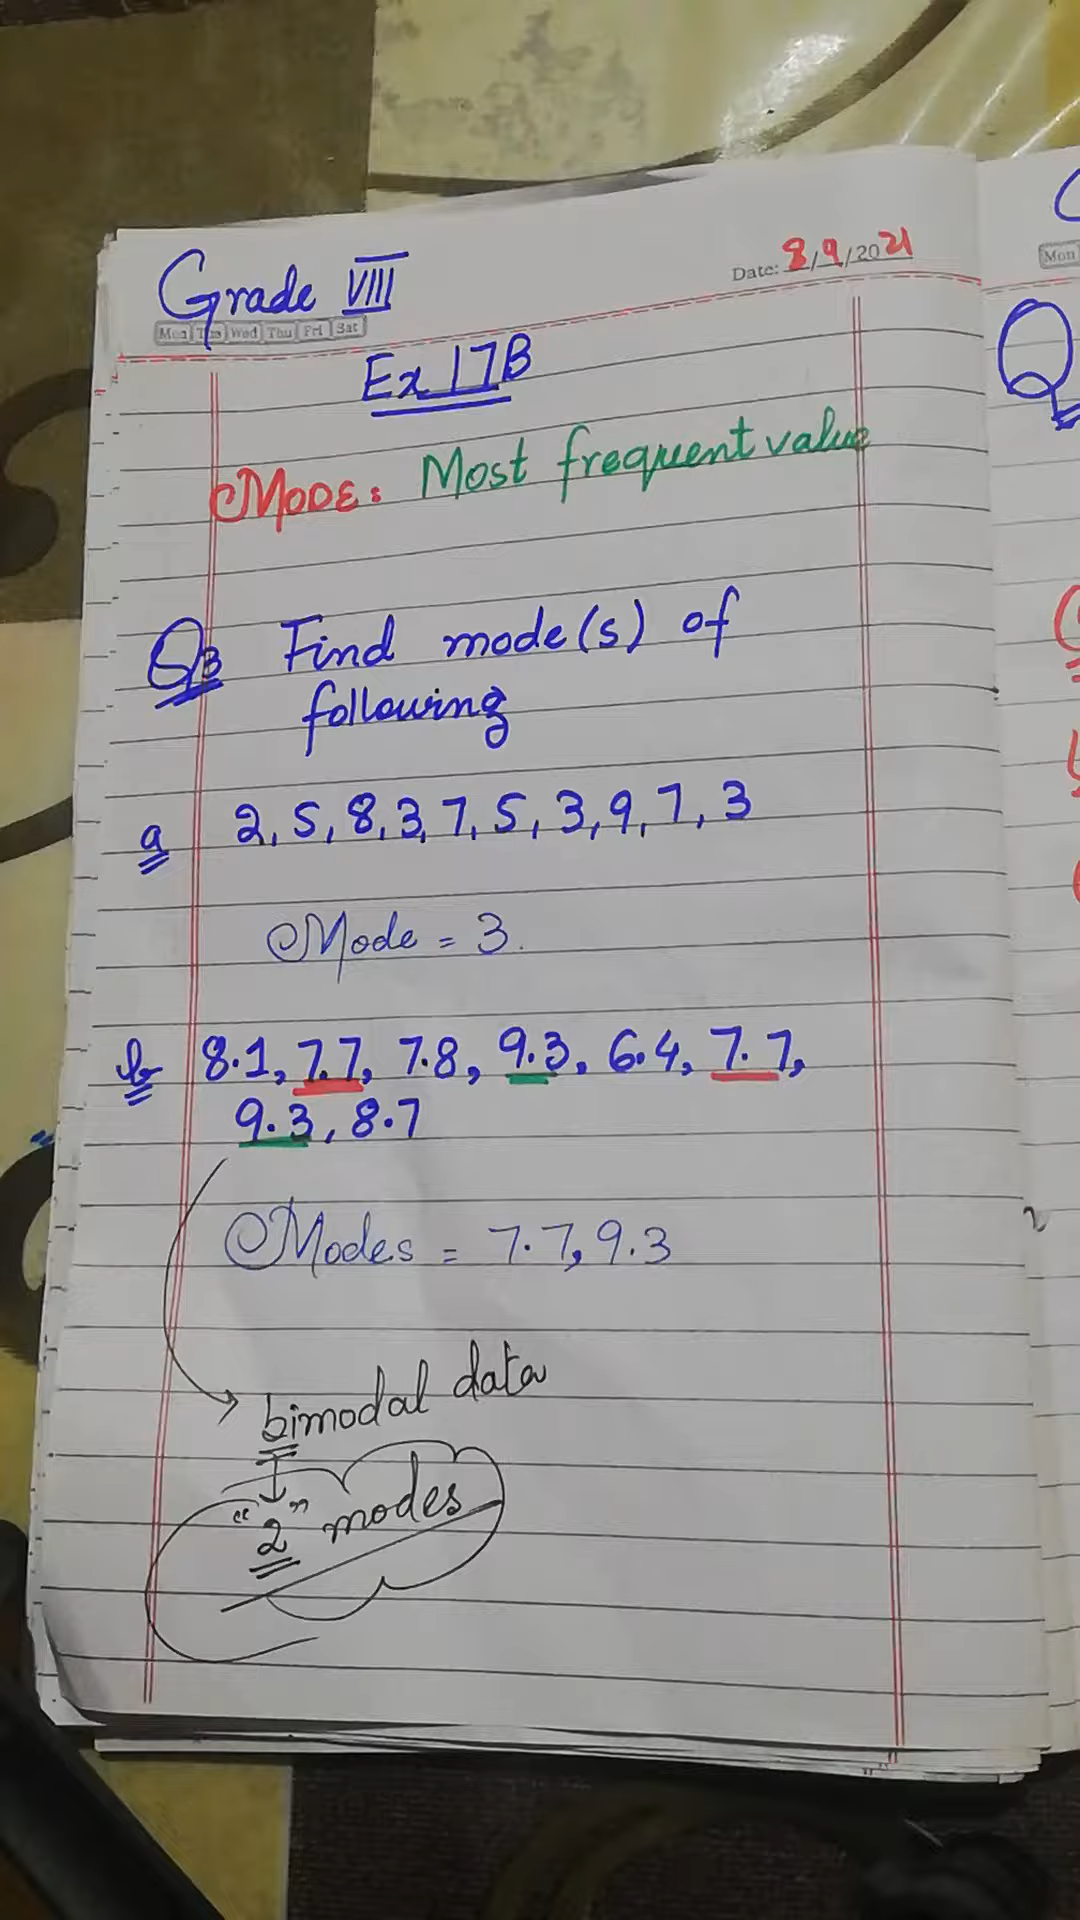 Date: 8/9/2021
Grade VIII
Mon Tue Wed Thu Fri Sat
Ex 17B
MODE: Most frequent value
Q3 Find mode(s) of
following
a 2, 5, 8, 3, 7, 5, 3, 9, 7, 3
Mode = 3.
b 8.1, 7.7, 7.8, 9.3, 6.4, 7.7,
9.3, 8.7
Modes = 7.7, 9.3
bimodal data
"2" modes
Mon
Q